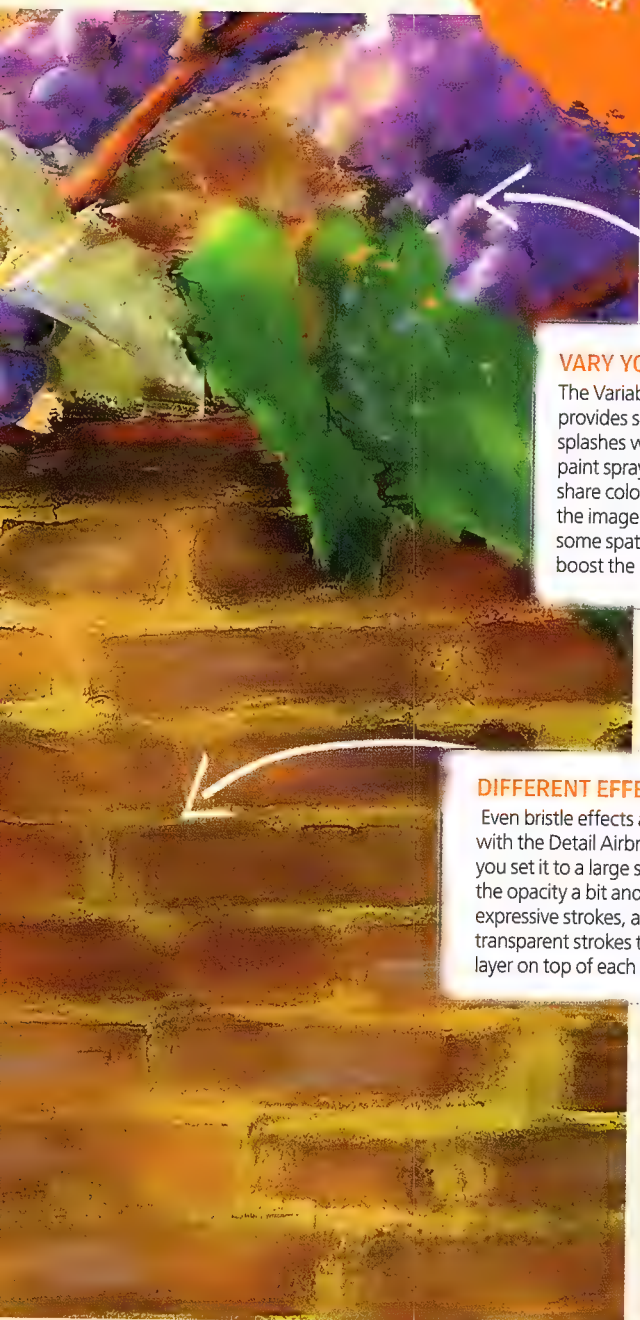 VARY YO
The Variab
provides s
splashes w
paint spray
share colo
the image
some spat
boost the
DIFFERENT EFFE
Even bristle effects a
with the Detail Airbr
you set it to a large s
the opacity a bit and
expressive strokes, a
transparent strokes t
layer on top of each